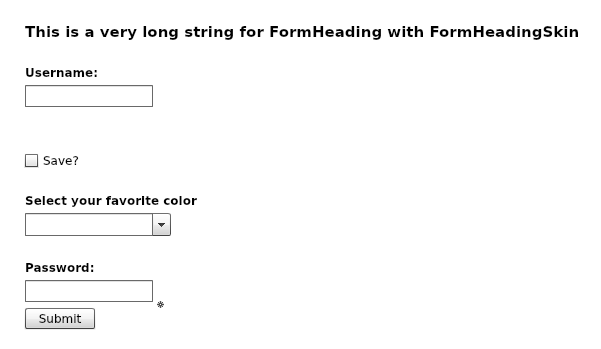 This is a very long string for FormHeading with FormHeadingSkin
Username:
Save?
Select your favorite color
Password:
*
Submit